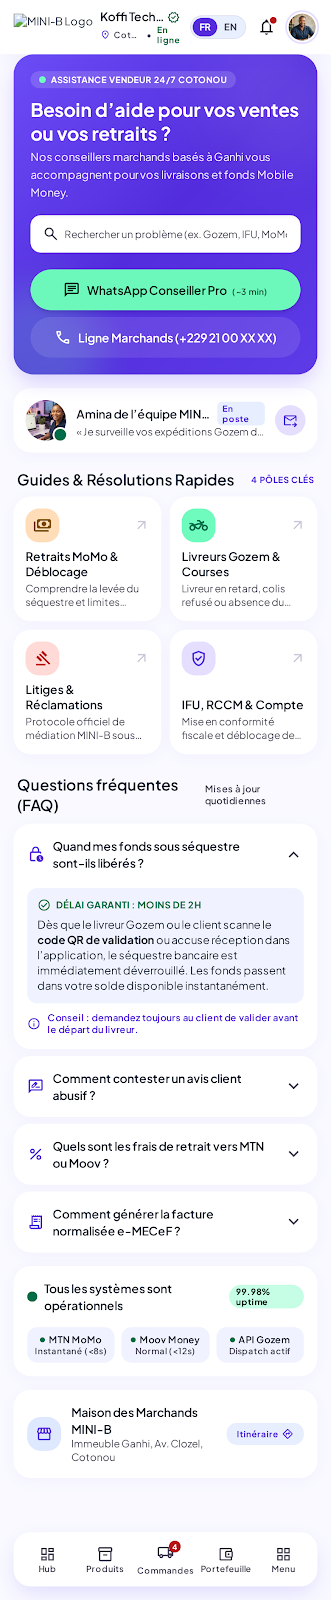 MINI-B Logo
Koffi Tech...
Cot...
• En ligne
FR EN
ASSISTANCE VENDEUR 24/7 COTONOU
Besoin d’aide pour vos ventes
ou vos retraits ?
Nos conseillers marchands basés à Ganhi vous
accompagnent pour vos livraisons et fonds Mobile
Money.
Rechercher un problème (ex. Gozem, IFU, MoMo
WhatsApp Conseiller Pro (~3 min)
Ligne Marchands (+229 21 00 XX XX)
Amina de l’équipe MIN...
En poste
« Je surveille vos expéditions Gozem d...
Guides & Résolutions Rapides
4 PÔLES CLÉS
Retraits MoMo &
Déblocage
Comprendre la levée du
séquestre et limites...
Livreurs Gozem &
Courses
Livreur en retard, colis
refusé ou absence du...
Litiges &
Réclamations
Protocole officiel de
médiation MINI-B sous...
IFU, RCCM & Compte
Mise en conformité
fiscale et déblocage de...
Questions fréquentes
(FAQ)
Mises à jour
quotidiennes
Quand mes fonds sous séquestre
sont-ils libérés ?
DÉLAI GARANTI : MOINS DE 2H
Dès que le livreur Gozem ou le client scanne le
code QR de validation ou accuse réception dans
l’application, le séquestre bancaire est
immédiatement déverrouillé. Les fonds passent
dans votre solde disponible instantanément.
Conseil : demandez toujours au client de valider avant
le départ du livreur.
Comment contester un avis client
abusif ?
Quels sont les frais de retrait vers MTN
ou Moov ?
Comment générer la facture
normalisée e-MECeF ?
Tous les systèmes sont
opérationnels
99.98%
uptime
MTN MoMo
Instantané (<8s)
Moov Money
Normal (<12s)
API Gozem
Dispatch actif
Maison des Marchands
MINI-B
Immeuble Ganhi, Av. Clozel,
Cotonou
Itinéraire
Hub
Produits
4
Commandes
Portefeuille
Menu